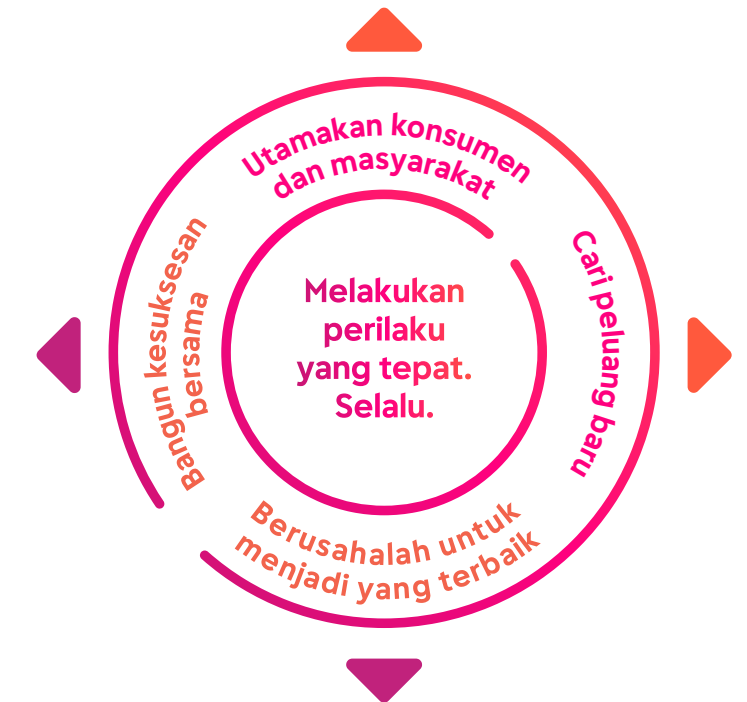 Utamakan konsumen
dan masyarakat
Cari peluang baru
Berusahalah untuk
menjadi yang terbaik
Bangun kesuksesan
bersama
Melakukan
perilaku
yang tepat.
Selalu.